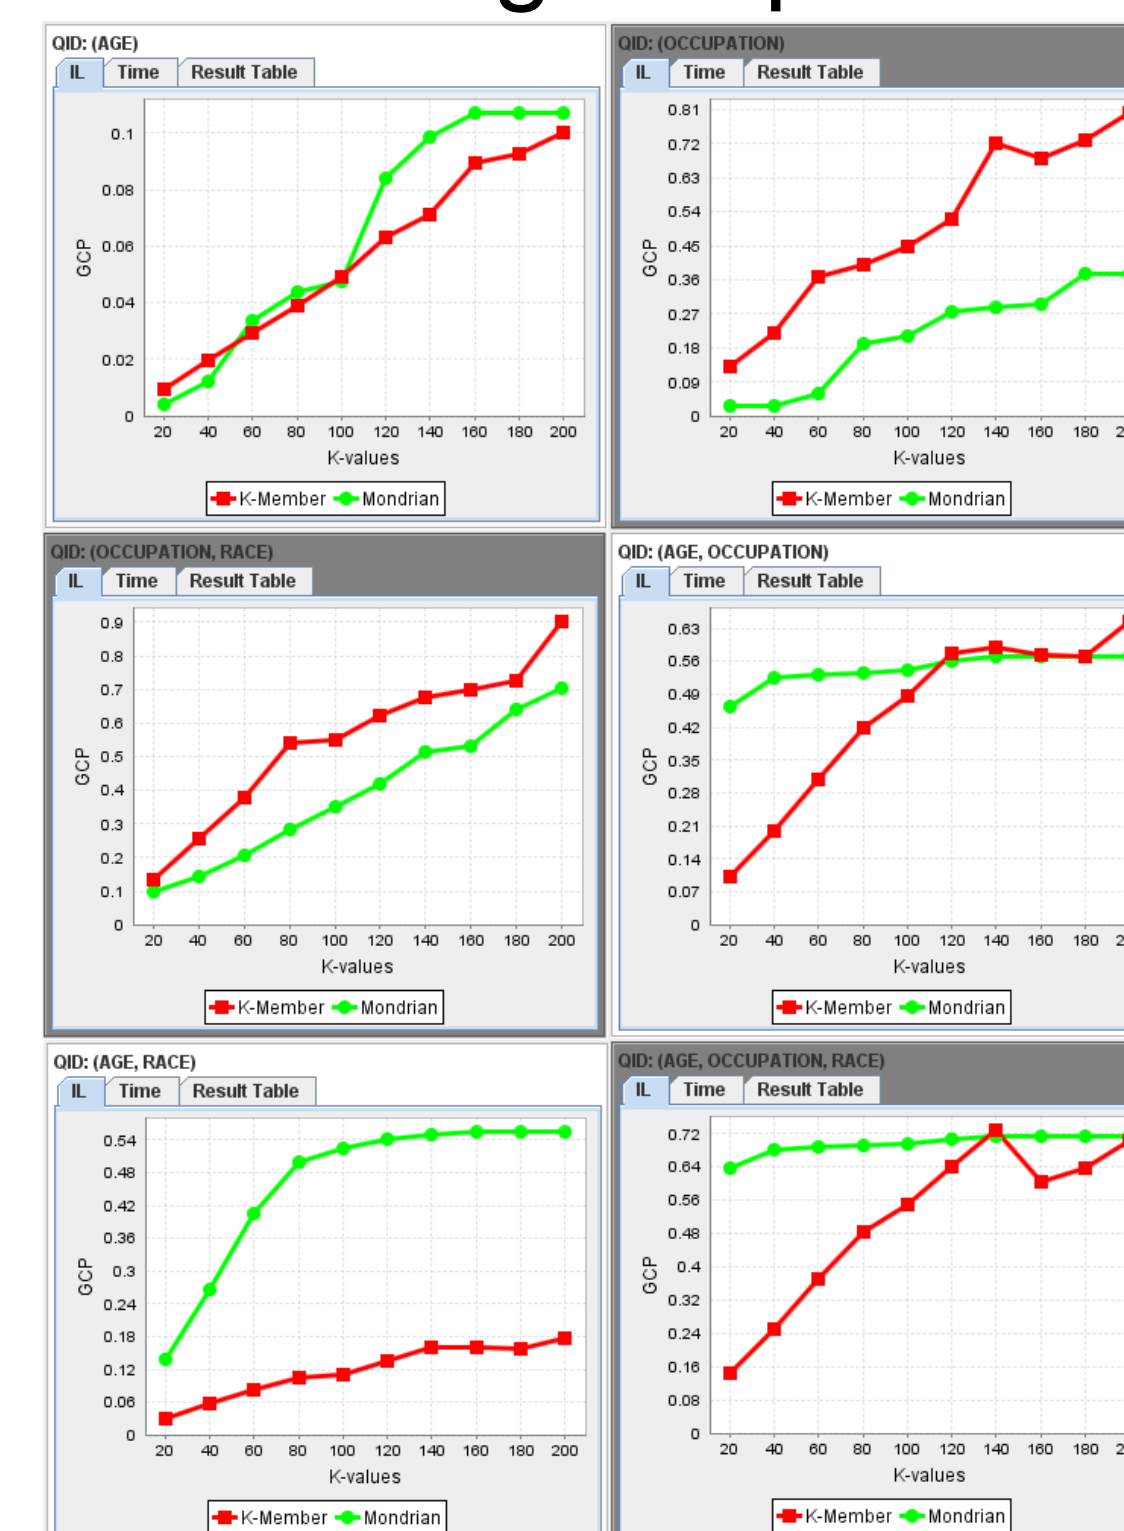 QID: (AGE)
IL Time Result Table
0.1
0.08
0.06
0.04
0.02
0
GCP
20 40 60 80 100 120 140 160 180 200
K-values
K-Member Mondrian
QID: (OCCUPATION)
IL Time Result Table
0.81
0.72
0.63
0.54
0.45
0.36
0.27
0.18
0.09
0
GCP
20 40 60 80 100 120 140 160 180
K-values
K-Member Mondrian
QID: (OCCUPATION, RACE)
IL Time Result Table
0.9
0.8
0.7
0.6
0.5
0.4
0.3
0.2
0.1
0
GCP
20 40 60 80 100 120 140 160 180 200
K-values
K-Member Mondrian
QID: (AGE, OCCUPATION)
IL Time Result Table
0.63
0.56
0.49
0.42
0.35
0.28
0.21
0.14
0.07
0
GCP
20 40 60 80 100 120 140 160 180
K-values
K-Member Mondrian
QID: (AGE, RACE)
IL Time Result Table
0.54
0.48
0.42
0.36
0.3
0.24
0.18
0.12
0.06
0
GCP
20 40 60 80 100 120 140 160 180 200
K-values
K-Member Mondrian
QID: (AGE, OCCUPATION, RACE)
IL Time Result Table
0.72
0.64
0.56
0.48
0.4
0.32
0.24
0.16
0.08
0
GCP
20 40 60 80 100 120 140 160 180
K-values
K-Member Mondrian